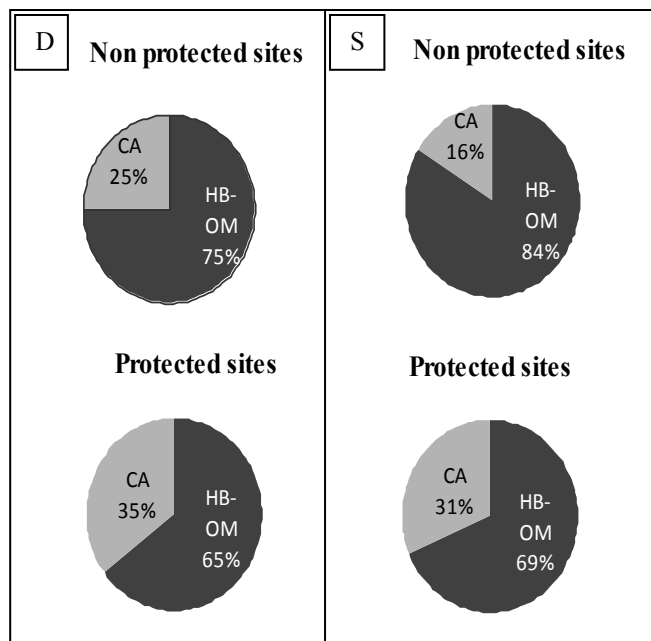 D
Non protected sites
CA
25%
HB-
OM
75%
Protected sites
CA
35%
HB-
OM
65%
S
Non protected sites
CA
16%
HB-
OM
84%
Protected sites
CA
31%
HB-
OM
69%